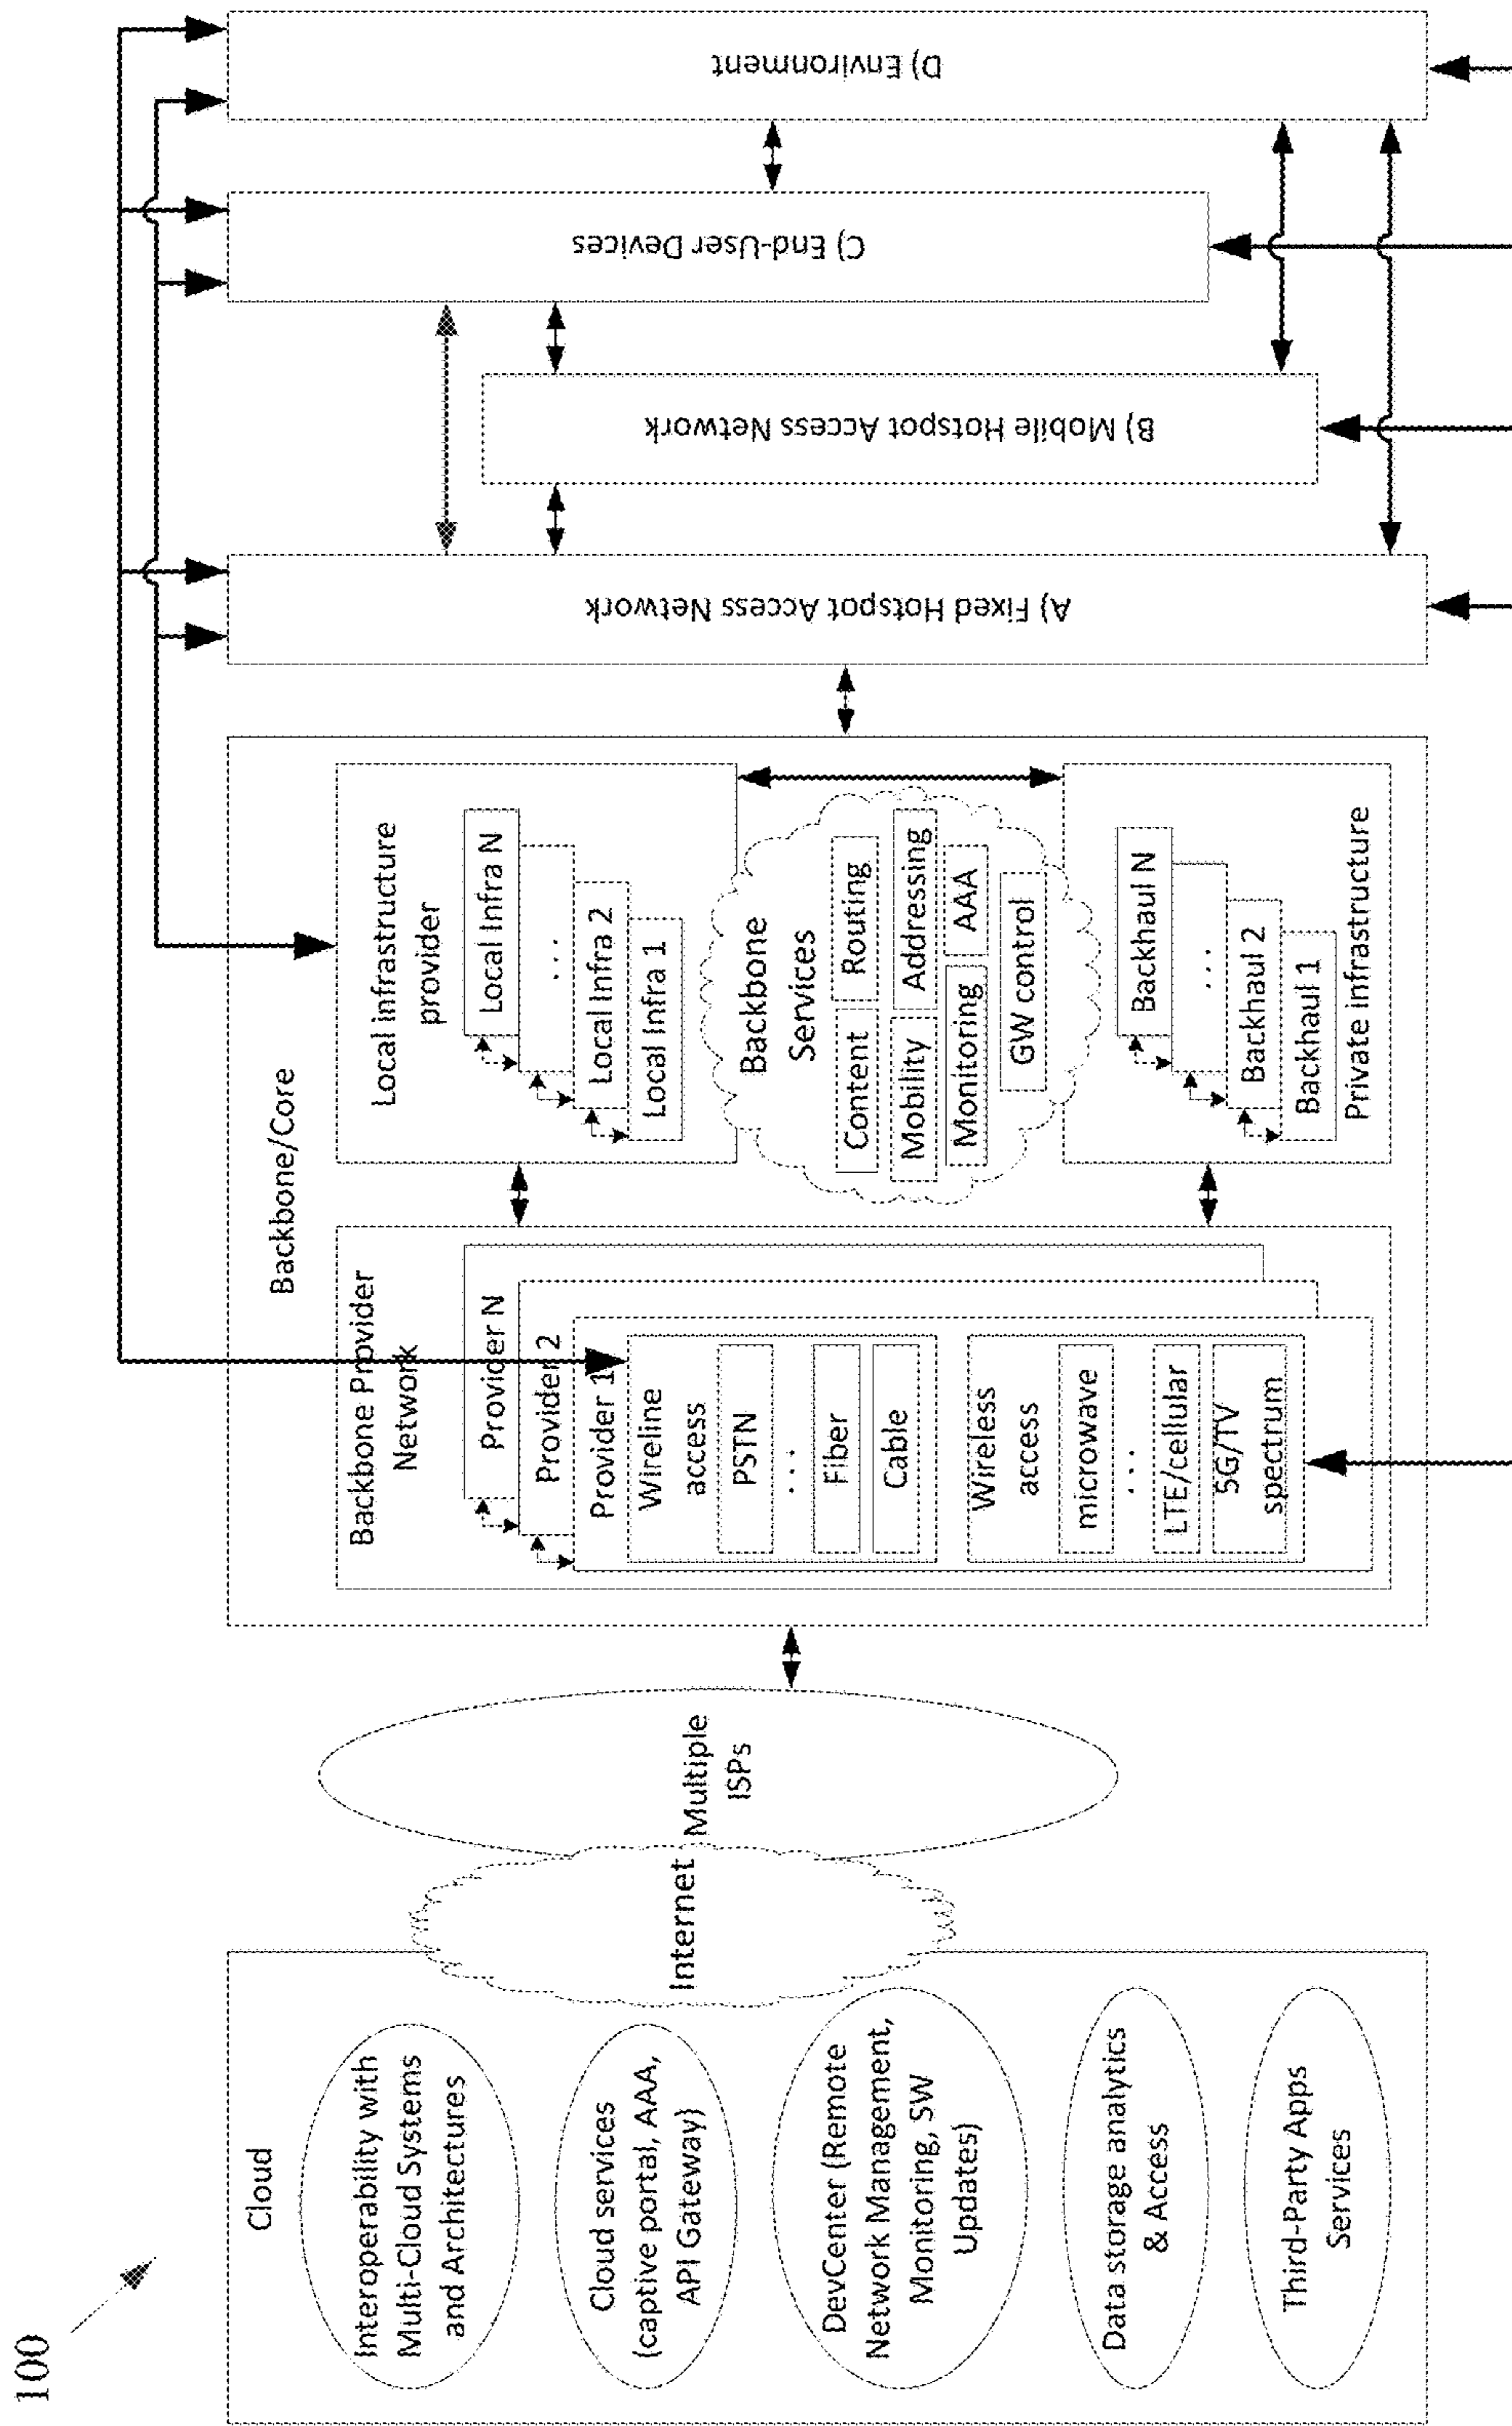 100
Cloud
Interoperability with
Multi-Cloud Systems
and Architectures
Cloud services
(captive portal, AAA,
API Gateway)
DevCenter (Remote
Network Management,
Monitoring, SW
Updates)
Data storage analytics
& Access
Third-Party Apps
Services
Internet
Multiple
ISPs
Backbone/Core
Backbone Provider
Network
Provider N
Provider 2
Provider 1
Wireline
access
PSTN
...
Fiber
Cable
Wireless
access
microwave
...
LTE/cellular
5G/TV
spectrum
Local infrastructure
provider
Local Infra N
...
Local Infra 2
Local Infra 1
Backbone
Services
Content
Routing
Mobility
Addressing
Monitoring
AAA
GW control
Backhaul N
...
Backhaul 2
Backhaul 1
Private infrastructure
A) Fixed Hotspot Access Network
B) Mobile Hotspot Access Network
C) End-User Devices
D) Environment